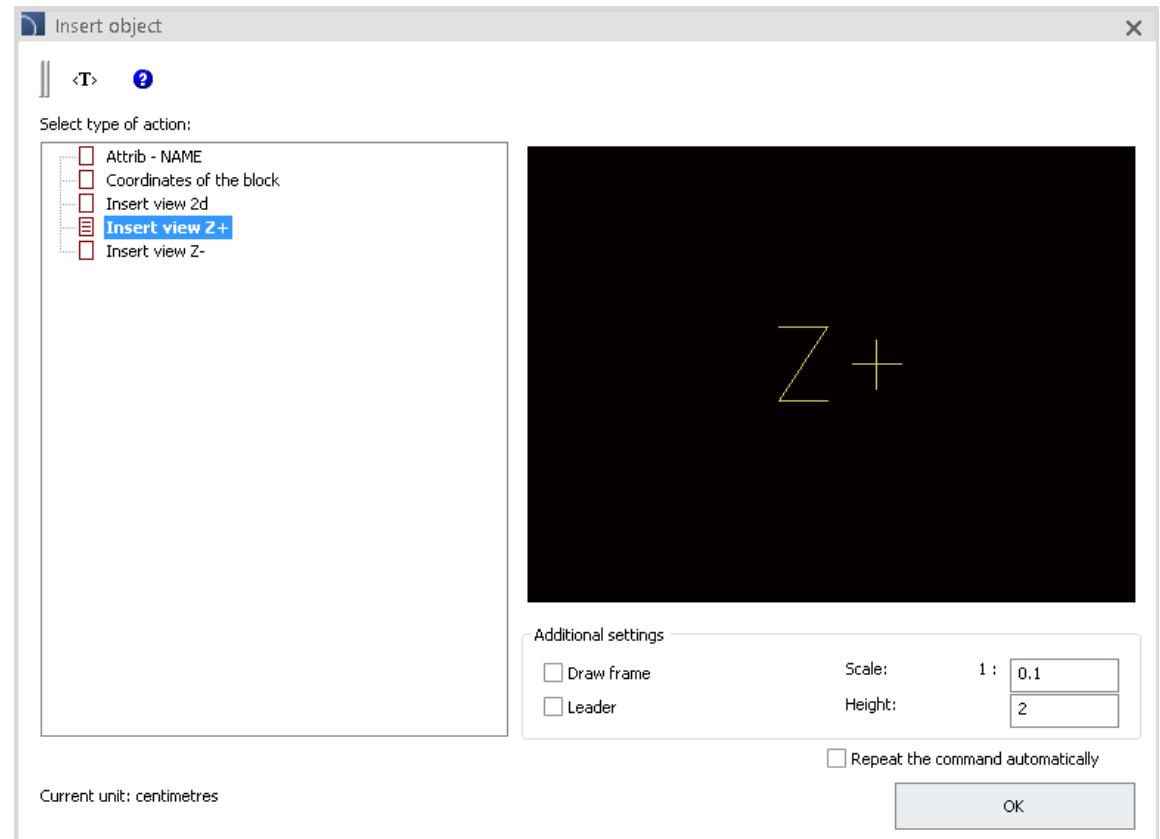 Insert object
<T> ?
Select type of action:
Attrib - NAME
Coordinates of the block
Insert view 2d
Insert view Z+
Insert view Z-
Z+
Additional settings
Draw frame
Scale: 1 : 0.1
Leader
Height: 2
Repeat the command automatically
Current unit: centimetres
OK